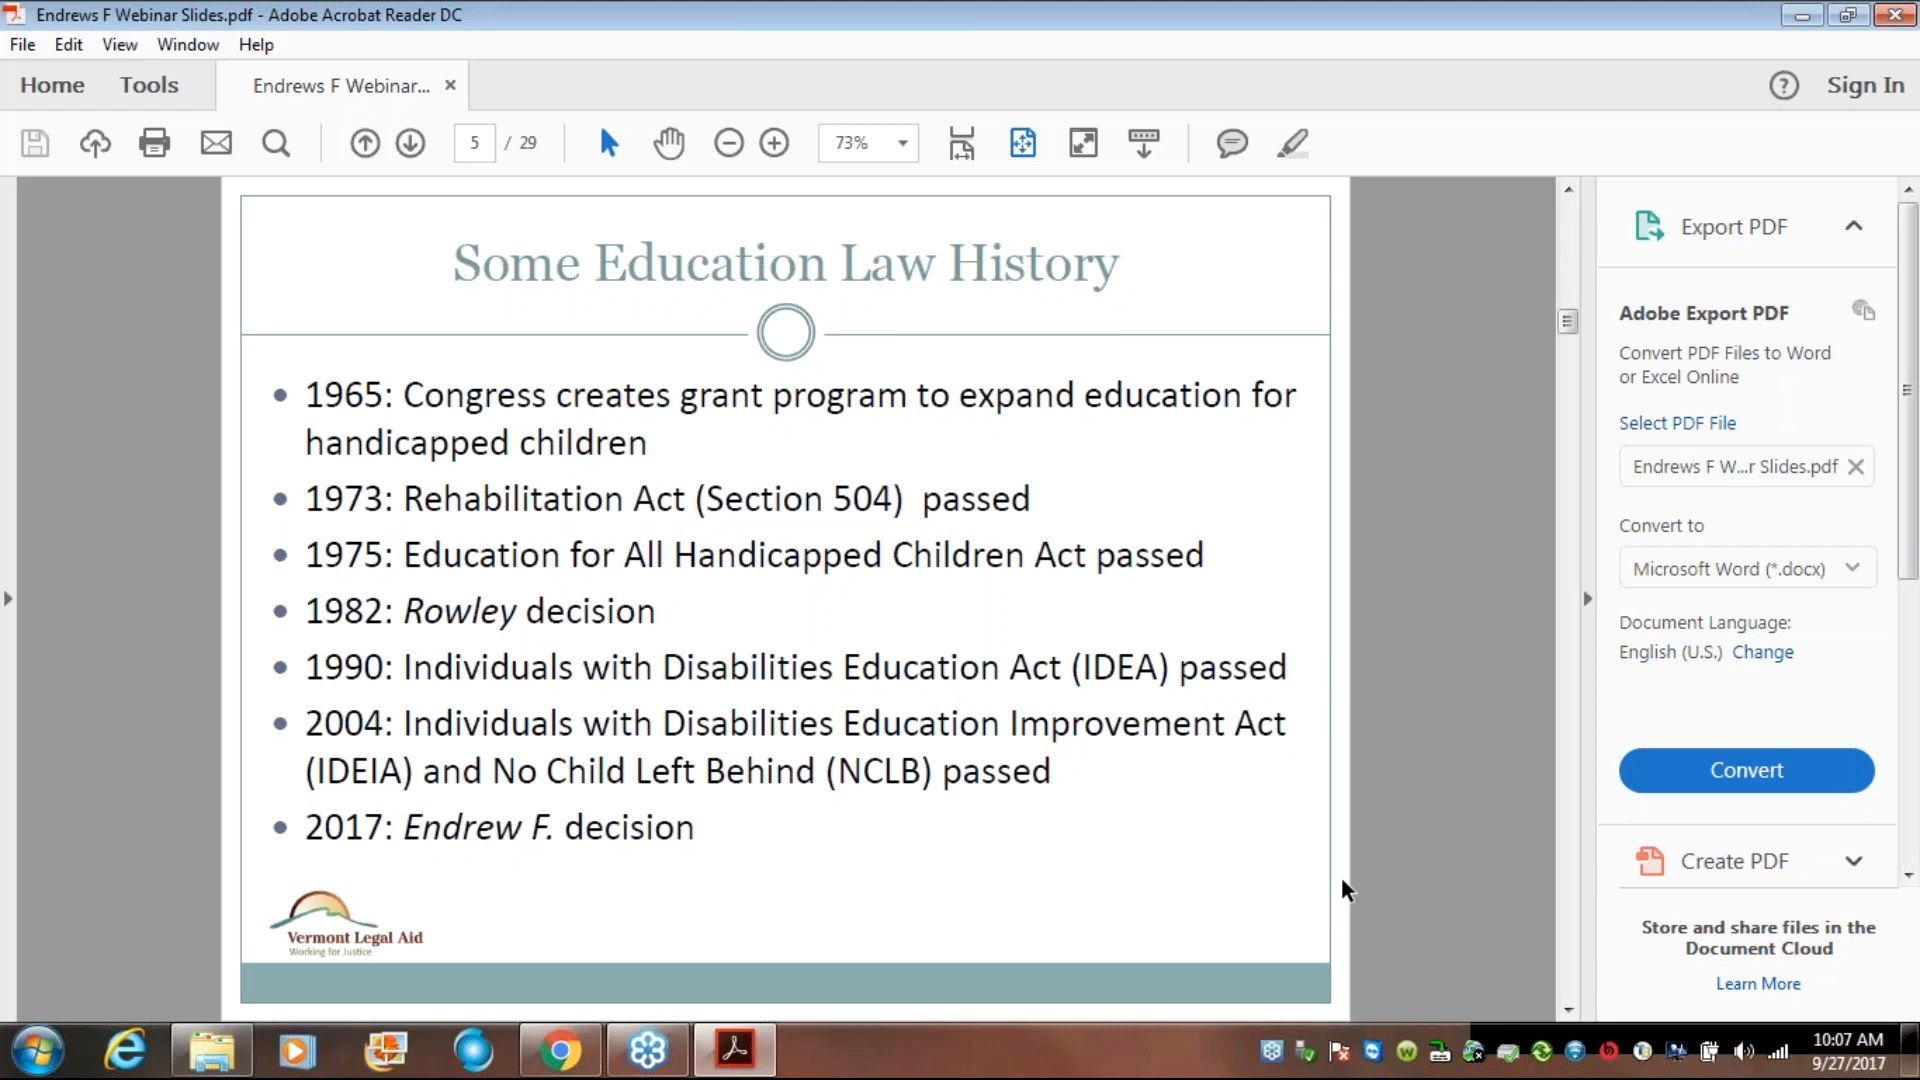 Endrews F Webinar Slides.pdf - Adobe Acrobat Reader DC
File Edit View Window Help
Home Tools Endrews F Webinar... × ? Sign In
5 / 29 73%
Some Education Law History
• 1965: Congress creates grant program to expand education for
handicapped children
• 1973: Rehabilitation Act (Section 504)  passed
• 1975: Education for All Handicapped Children Act passed
• 1982: Rowley decision
• 1990: Individuals with Disabilities Education Act (IDEA) passed
• 2004: Individuals with Disabilities Education Improvement Act
(IDEIA) and No Child Left Behind (NCLB) passed
• 2017: Endrew F. decision
Vermont Legal Aid
Working for Justice
Export PDF
Adobe Export PDF
Convert PDF Files to Word
or Excel Online
Select PDF File
Endrews F W...r Slides.pdf
Convert to
Microsoft Word (*.docx)
Document Language:
English (U.S.) Change
Convert
Create PDF
Store and share files in the
Document Cloud
Learn More
10:07 AM
9/27/2017